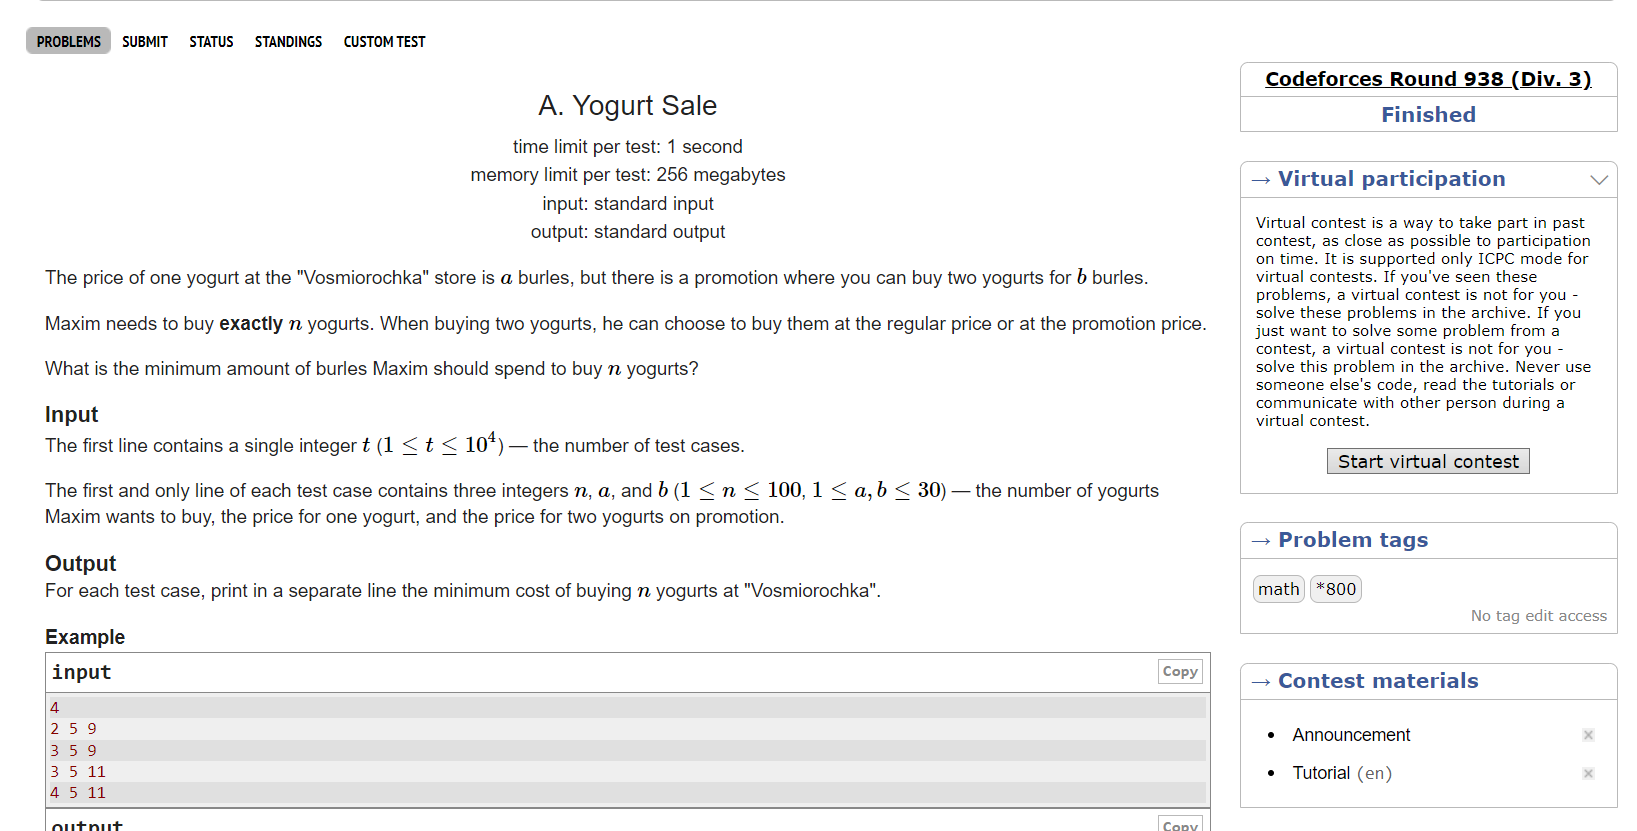 PROBLEMS SUBMIT STATUS STANDINGS CUSTOM TEST
A. Yogurt Sale
time limit per test: 1 second
memory limit per test: 256 megabytes
input: standard input
output: standard output
The price of one yogurt at the "Vosmiorochka" store is a burles, but there is a promotion where you can buy two yogurts for b burles.
Maxim needs to buy exactly n yogurts. When buying two yogurts, he can choose to buy them at the regular price or at the promotion price.
What is the minimum amount of burles Maxim should spend to buy n yogurts?
Input
The first line contains a single integer t (1 ≤ t ≤ 10⁴) — the number of test cases.
The first and only line of each test case contains three integers n, a, and b (1 ≤ n ≤ 100, 1 ≤ a, b ≤ 30) — the number of yogurts
Maxim wants to buy, the price for one yogurt, and the price for two yogurts on promotion.
Output
For each test case, print in a separate line the minimum cost of buying n yogurts at "Vosmiorochka".
Example
input Copy
4
2 5 9
3 5 9
3 5 11
4 5 11
output Copy
Codeforces Round 938 (Div. 3)
Finished
→ Virtual participation
Virtual contest is a way to take part in past
contest, as close as possible to participation
on time. It is supported only ICPC mode for
virtual contests. If you've seen these
problems, a virtual contest is not for you -
solve these problems in the archive. If you
just want to solve some problem from a
contest, a virtual contest is not for you -
solve this problem in the archive. Never use
someone else's code, read the tutorials or
communicate with other person during a
virtual contest.
Start virtual contest
→ Problem tags
math *800
No tag edit access
→ Contest materials
• Announcement
• Tutorial (en)